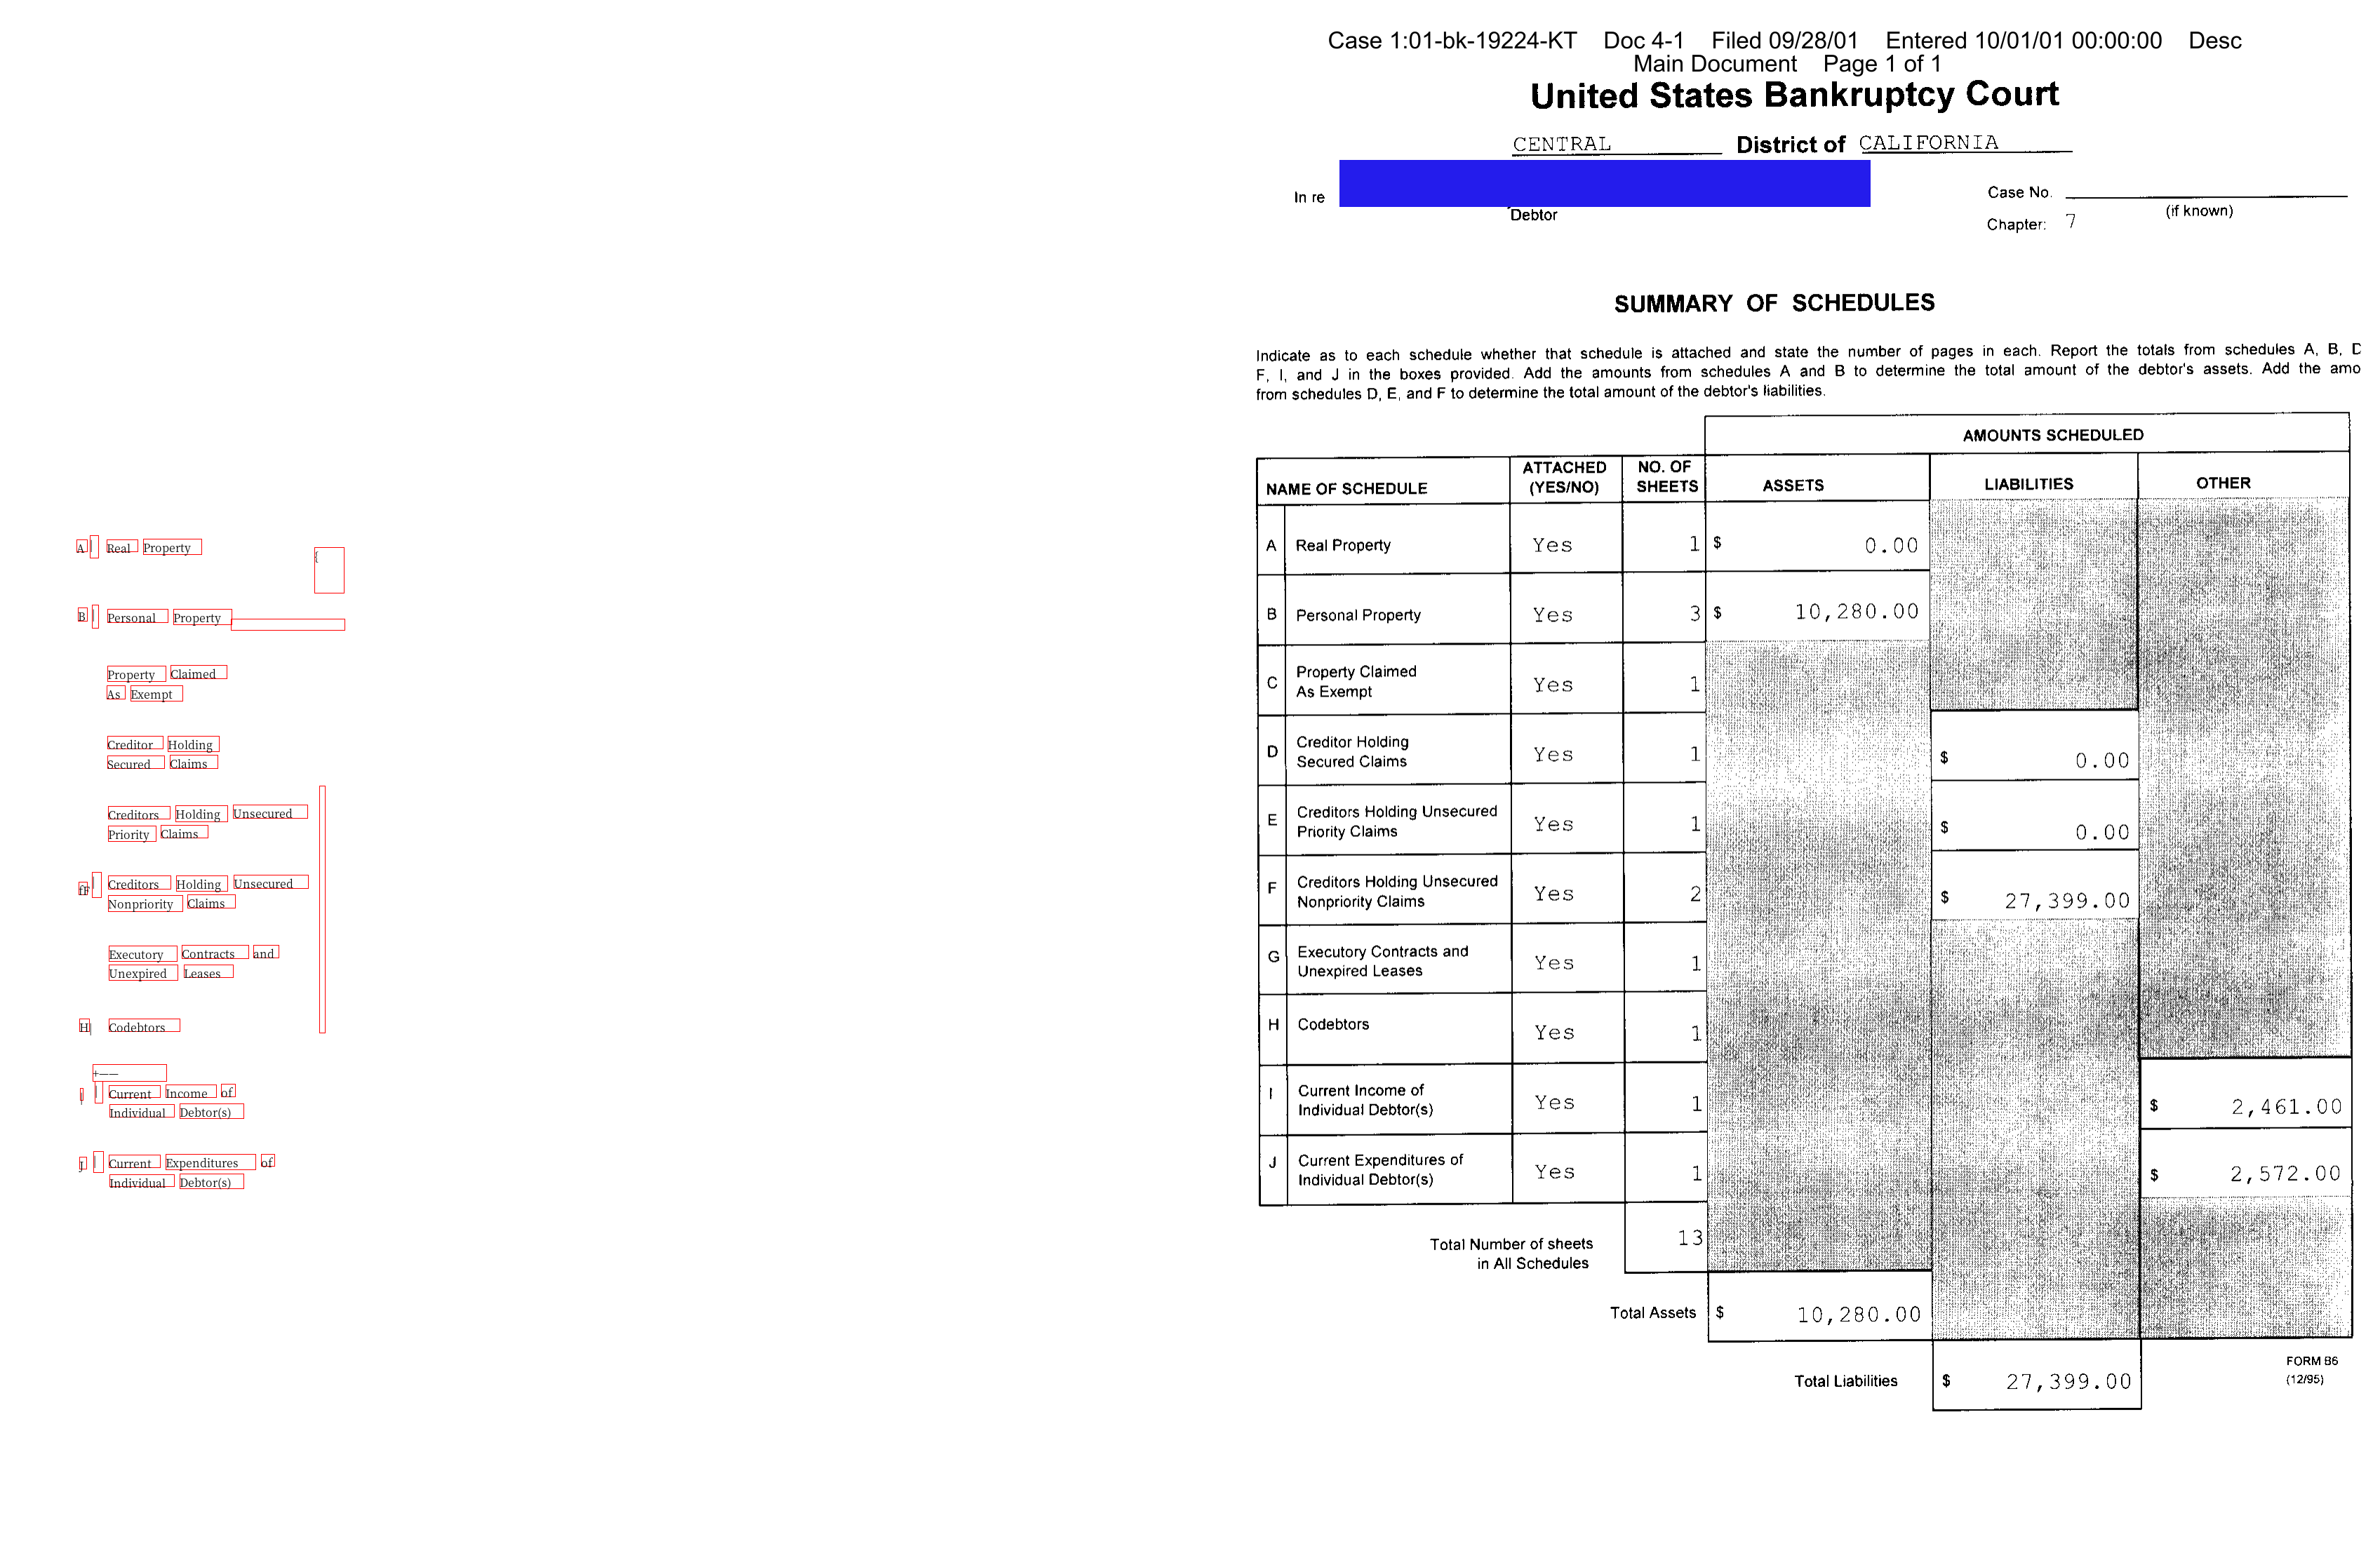 A | Real Property
{
B | Personal Property
Property Claimed
As Exempt
Creditor Holding
Secured Claims
Creditors Holding Unsecured
Priority Claims
fF | Creditors Holding Unsecured
Nonpriority Claims
Executory Contracts and
Unexpired Leases
H| Codebtors
+——
| Current Income of
Individual Debtor(s)
J | Current Expenditures of
Individual Debtor(s)
Case 1:01-bk-19224-KT Doc 4-1 Filed 09/28/01 Entered 10/01/01 00:00:00 Desc
Main Document Page 1 of 1
United States Bankruptcy Court
CENTRAL District of CALIFORNIA
In re
Debtor
Case No.
(if known)
Chapter: 7
SUMMARY OF SCHEDULES
Indicate as to each schedule whether that schedule is attached and state the number of pages in each. Report the totals from schedules A, B,
F, I, and J in the boxes provided. Add the amounts from schedules A and B to determine the total amount of the debtor's assets. Add the amo
from schedules D, E, and F to determine the total amount of the debtor's liabilities.
AMOUNTS SCHEDULED
NAME OF SCHEDULE ATTACHED (YES/NO) NO. OF SHEETS ASSETS LIABILITIES OTHER
A Real Property Yes 1 $ 0.00
B Personal Property Yes 3 $ 10,280.00
C Property Claimed
As Exempt Yes 1
D Creditor Holding
Secured Claims Yes 1 $ 0.00
E Creditors Holding Unsecured
Priority Claims Yes 1 $ 0.00
F Creditors Holding Unsecured
Nonpriority Claims Yes 2 $ 27,399.00
G Executory Contracts and
Unexpired Leases Yes 1
H Codebtors Yes 1
I Current Income of
Individual Debtor(s) Yes 1 $ 2,461.00
J Current Expenditures of
Individual Debtor(s) Yes 1 $ 2,572.00
Total Number of sheets
in All Schedules 13
Total Assets $ 10,280.00
Total Liabilities $ 27,399.00
FORM B6
(12/95)